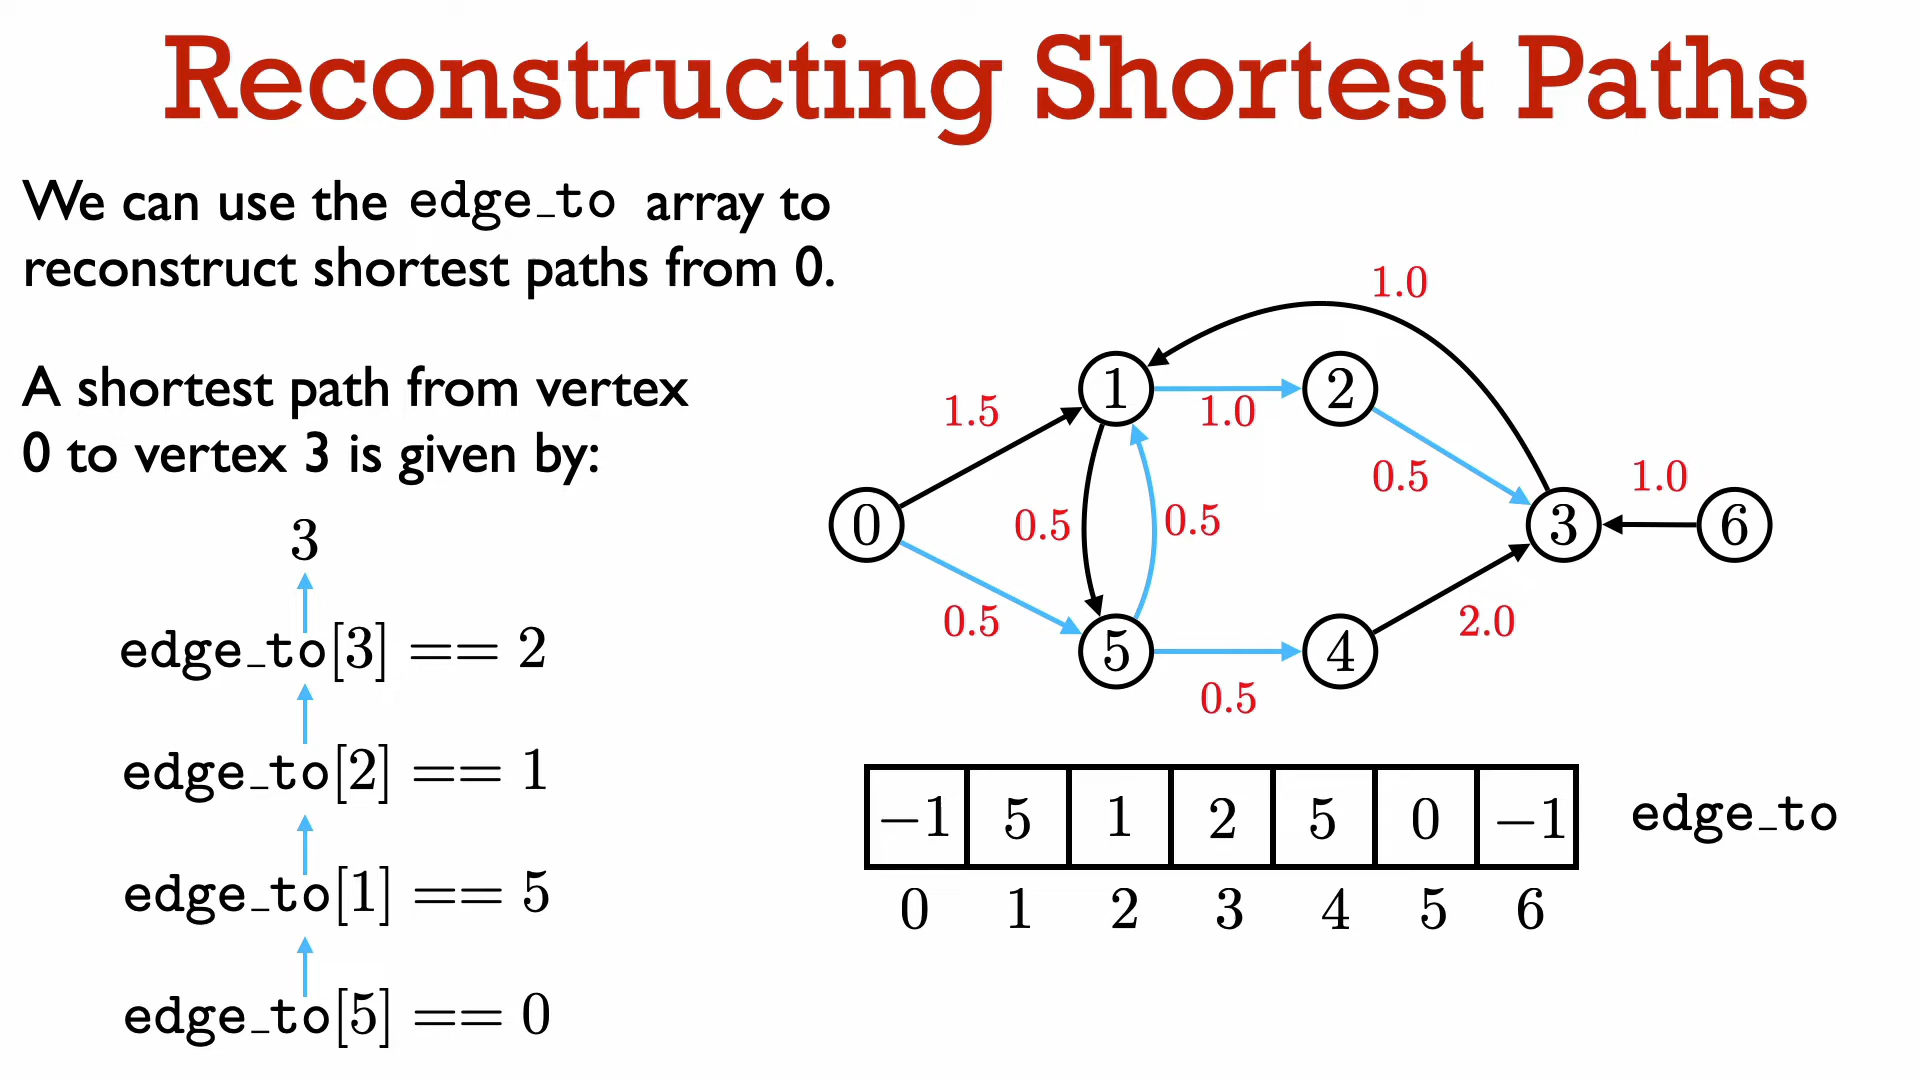 Reconstructing Shortest Paths
We can use the edge_to array to
reconstruct shortest paths from 0.
A shortest path from vertex
0 to vertex 3 is given by:
3
edge_to[3] == 2
edge_to[2] == 1
edge_to[1] == 5
edge_to[5] == 0
1.0
1 2
1.5 1.0
0.5 1.0
0 0.5 0.5 3 6
0.5 2.0
5 4
0.5
−1 5 1 2 5 0 −1 edge_to
0 1 2 3 4 5 6